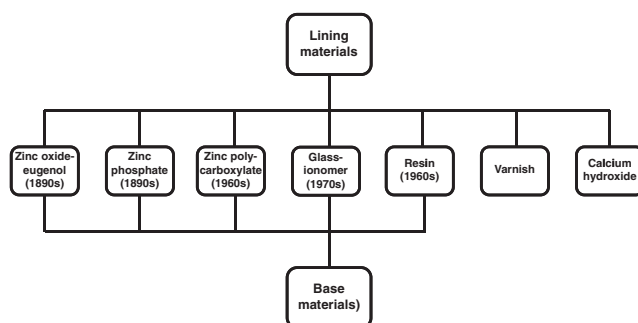 Lining
materials
Zinc oxide-
eugenol
(1890s)
Zinc
phosphate
(1890s)
Zinc poly-
carboxylate
(1960s)
Glass-
ionomer
(1970s)
Resin
(1960s)
Varnish
Calcium
hydroxide
Base
materials)